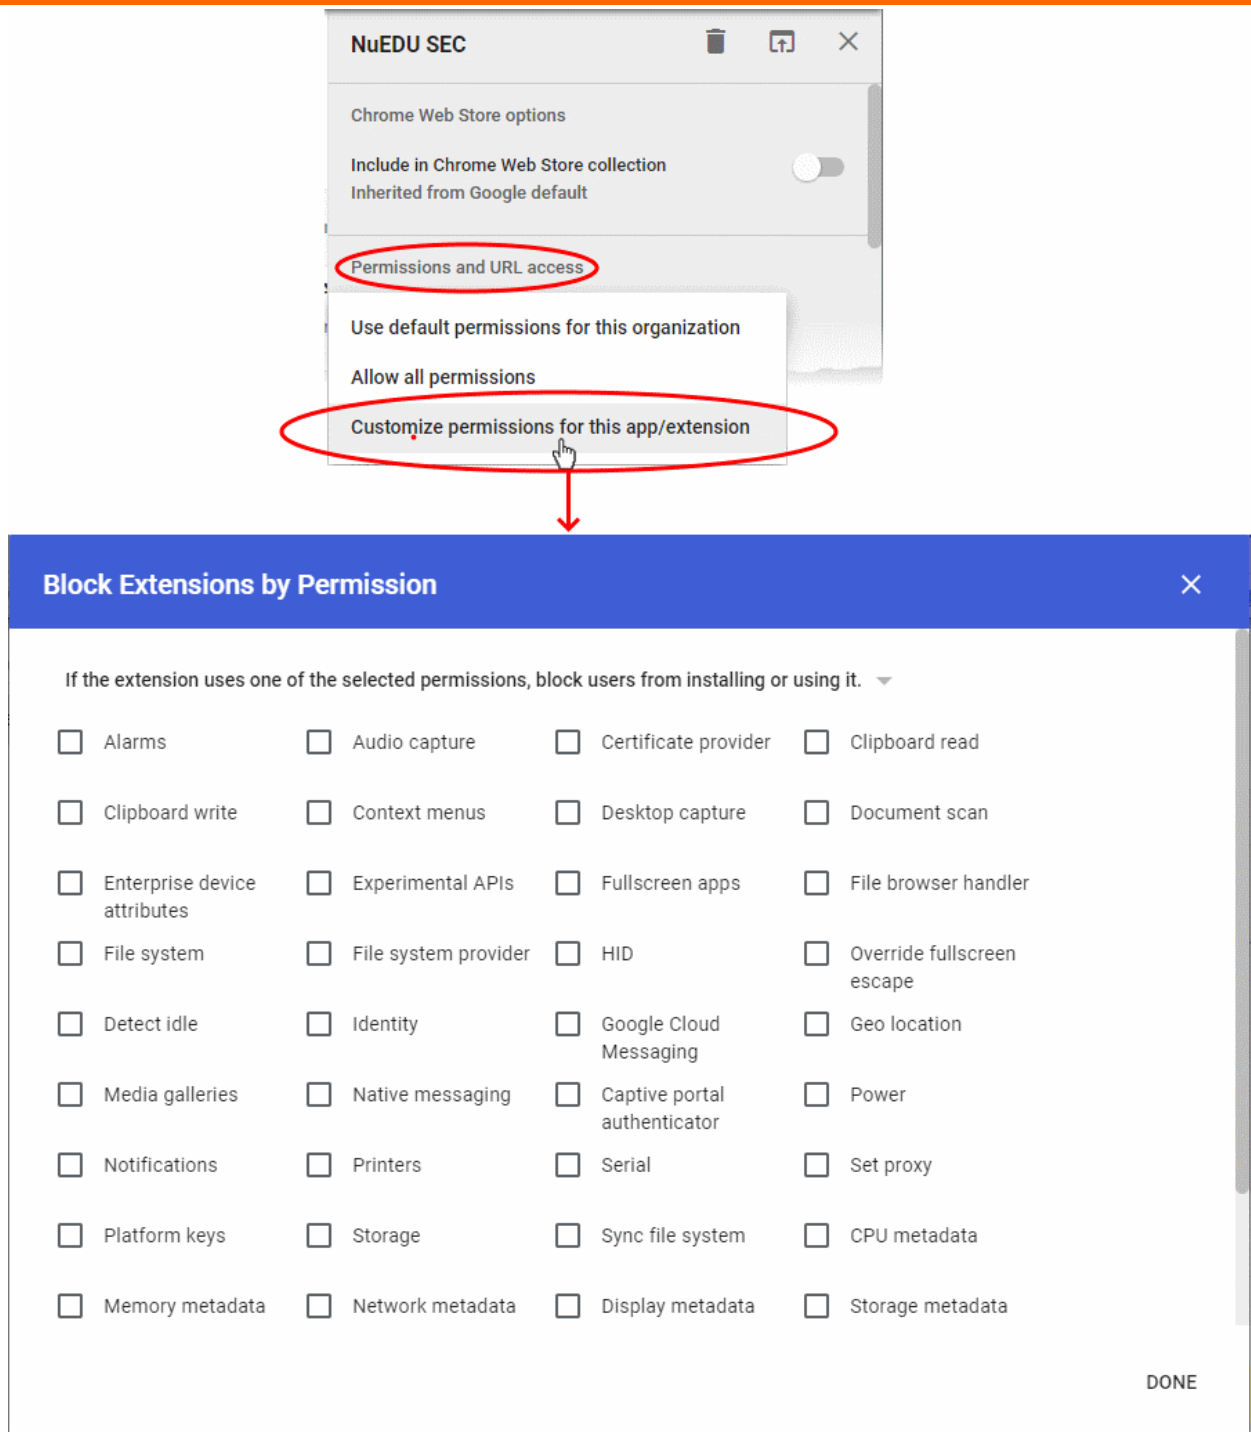 NuEDU SEC
Chrome Web Store options
Include in Chrome Web Store collection
Inherited from Google default
Permissions and URL access
Use default permissions for this organization
Allow all permissions
Customize permissions for this app/extension
Block Extensions by Permission
If the extension uses one of the selected permissions, block users from installing or using it.
Alarms Audio capture Certificate provider Clipboard read
Clipboard write Context menus Desktop capture Document scan
Enterprise device Experimental APIs Fullscreen apps File browser handler
attributes
File system File system provider HID Override fullscreen
escape
Detect idle Identity Google Cloud Geo location
Messaging
Media galleries Native messaging Captive portal Power
authenticator
Notifications Printers Serial Set proxy
Platform keys Storage Sync file system CPU metadata
Memory metadata Network metadata Display metadata Storage metadata
DONE